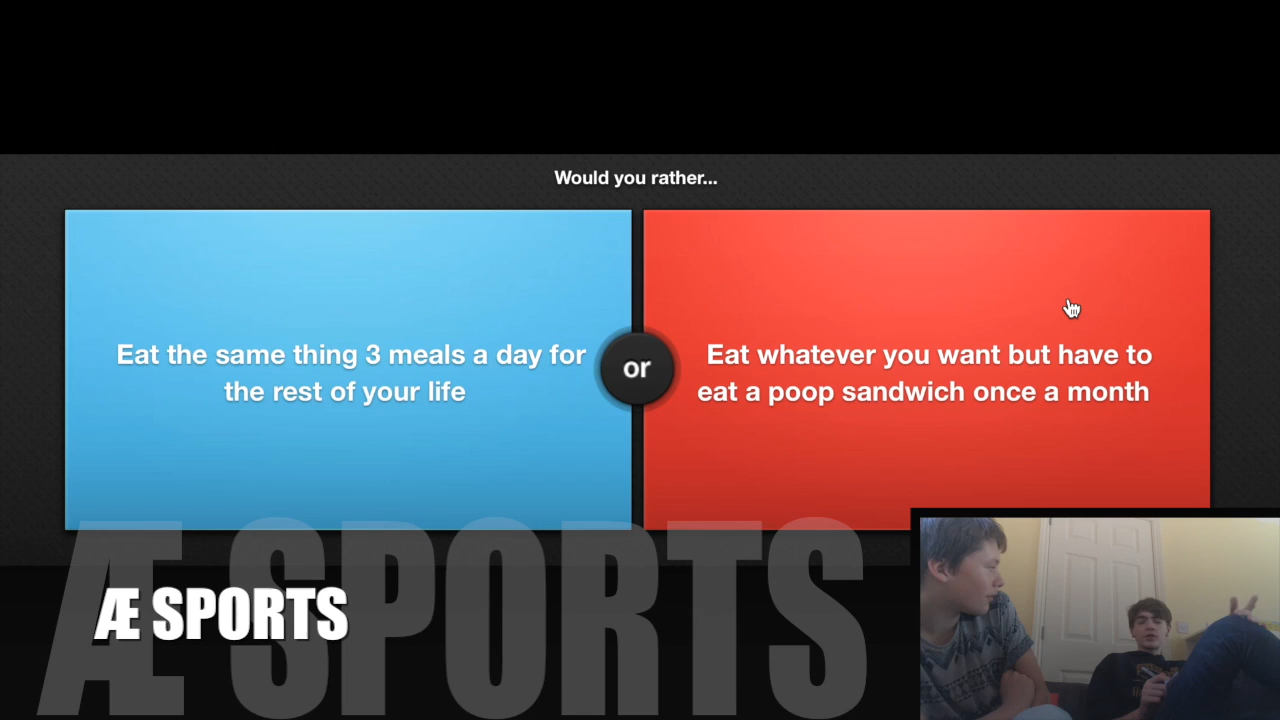 Would you rather...
Eat the same thing 3 meals a day for
the rest of your life
or
Eat whatever you want but have to
eat a poop sandwich once a month
Æ SPORTS
Æ SPORTS